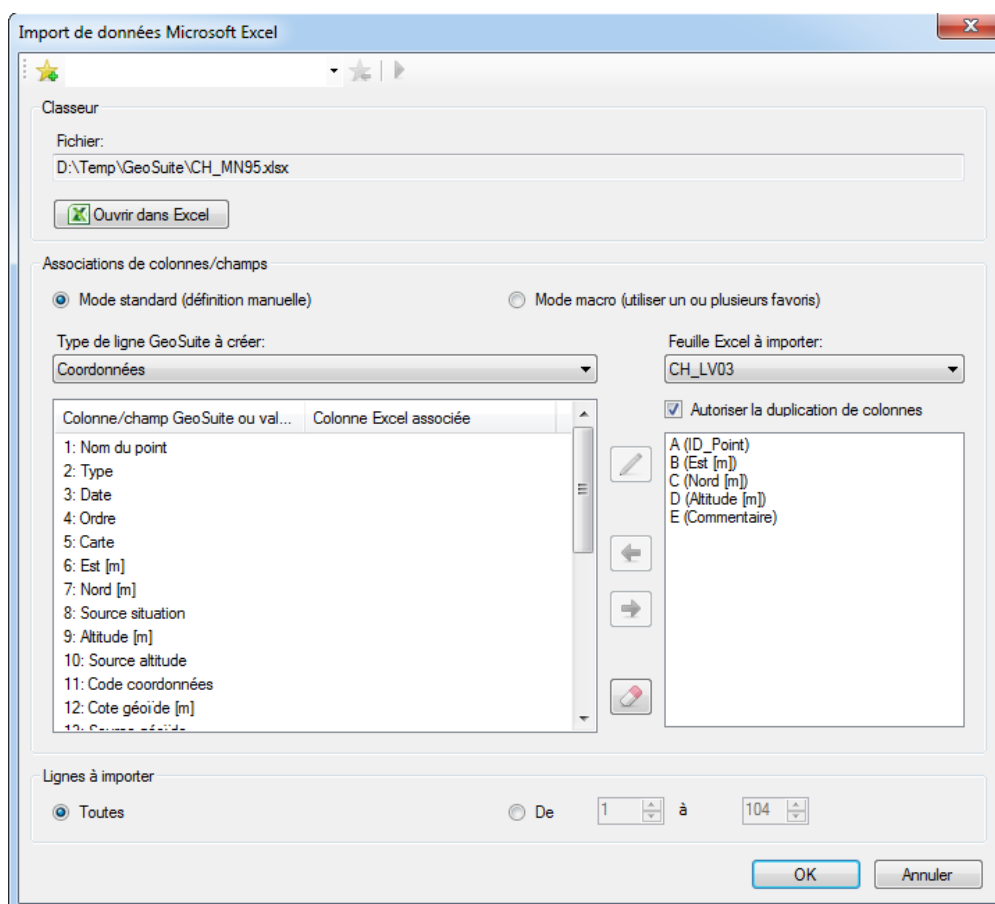 Import de données Microsoft Excel
Classeur
Fichier:
D:\Temp\GeoSuite\CH_MN95.xlsx
Ouvrir dans Excel
Associations de colonnes/champs
Mode standard (définition manuelle)
Mode macro (utiliser un ou plusieurs favoris)
Type de ligne GeoSuite à créer:
Coordonnées
Feuille Excel à importer:
CH_LV03
Autoriser la duplication de colonnes
Colonne/champ GeoSuite ou val... Colonne Excel associée
1: Nom du point
2: Type
3: Date
4: Ordre
5: Carte
6: Est [m]
7: Nord [m]
8: Source situation
9: Altitude [m]
10: Source altitude
11: Code coordonnées
12: Cote géoïde [m]
13: Source géoïde
A (ID_Point)
B (Est [m])
C (Nord [m])
D (Altitude [m])
E (Commentaire)
Lignes à importer
Toutes
De 1 à 104
OK
Annuler